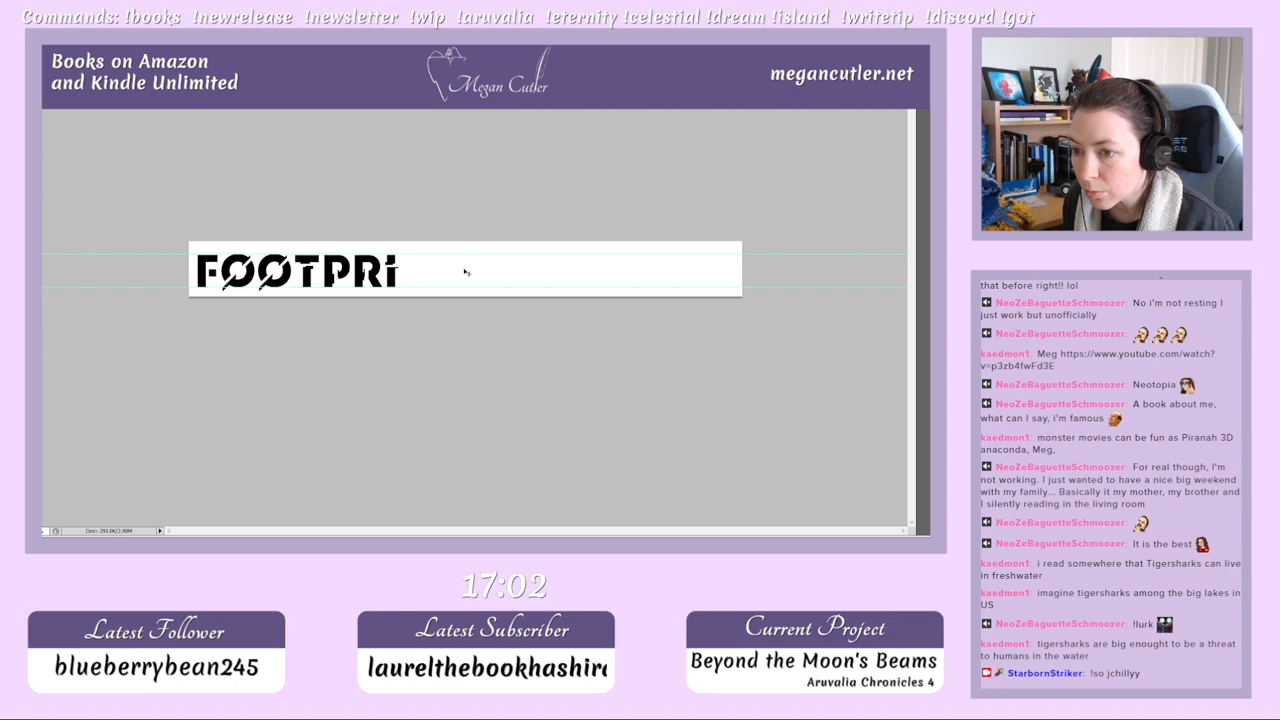 Commands: !books !newrelease !newsletter !wip !aruvalia !eternity !celestial !dream !island !writetip !discord !got
Books on Amazon
and Kindle Unlimited
Megan Cutler
megancutler.net
FOOTPRi
Doc: 293.0K/2.90M
17:02
Latest Follower
blueberrybean245
Latest Subscriber
laurelthebookhashira
Current Project
Beyond the Moon's Beams
Aruvalia Chronicles 4
that before right!! lol
NeoZeBaguetteSchmoozer: No i'm not resting I
just work but unofficially
NeoZeBaguetteSchmoozer:
kaedmon1: Meg https://www.youtube.com/watch?
v=p3zb4fwFd3E
NeoZeBaguetteSchmoozer: Neotopia
NeoZeBaguetteSchmoozer: A book about me,
what can I say, i'm famous
kaedmon1: monster movies can be fun as Piranah 3D
anaconda, Meg,
NeoZeBaguetteSchmoozer: For real though, I'm
not working. I just wanted to have a nice big weekend
with my family... Basically it my mother, my brother and
I silently reading in the living room
NeoZeBaguetteSchmoozer:
NeoZeBaguetteSchmoozer: It is the best
kaedmon1: i read somewhere that Tigersharks can live
in freshwater
kaedmon1: imagine tigersharks among the big lakes in
US
NeoZeBaguetteSchmoozer: !lurk
kaedmon1: tigersharks are big enought to be a threat
to humans in the water
StarbornStriker: !so jchillyy